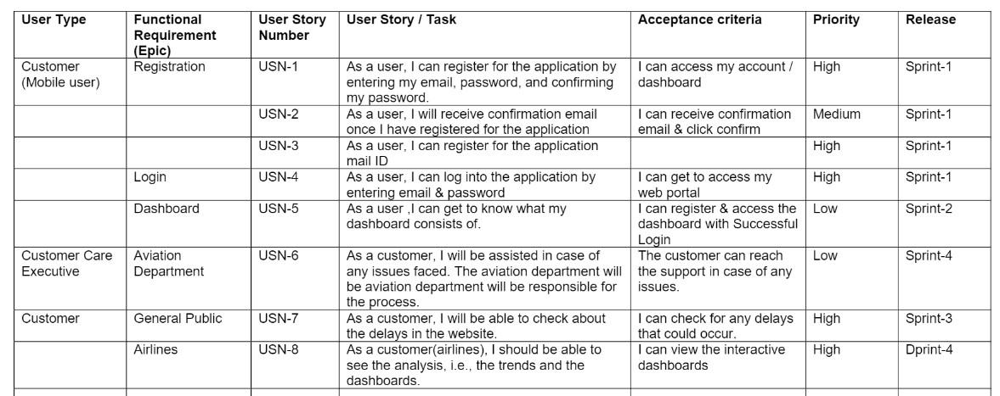 User Type Functional Requirement (Epic) User Story Number User Story / Task Acceptance criteria Priority Release
Customer Registration USN-1 As a user, I can register for the application by I can access my account / High Sprint-1
(Mobile user) entering my email, password, and confirming dashboard
my password.
USN-2 As a user, I will receive confirmation email I can receive confirmation Medium Sprint-1
once I have registered for the application email & click confirm
USN-3 As a user, I can register for the application High Sprint-1
mail ID
Login USN-4 As a user, I can log into the application by I can get to access my High Sprint-1
entering email & password web portal
Dashboard USN-5 As a user ,I can get to know what my I can register & access the Low Sprint-2
dashboard consists of. dashboard with Successful
Login
Customer Care Aviation USN-6 As a customer, I will be assisted in case of The customer can reach Low Sprint-4
Executive Department any issues faced. The aviation department will the support in case of any
be aviation department will be responsible for issues.
the process.
Customer General Public USN-7 As a customer, I will be able to check about I can check for any delays High Sprint-3
the delays in the website. that could occur.
Airlines USN-8 As a customer(airlines), I should be able to I can view the interactive High Dprint-4
see the analysis, i.e., the trends and the dashboards
dashboards.